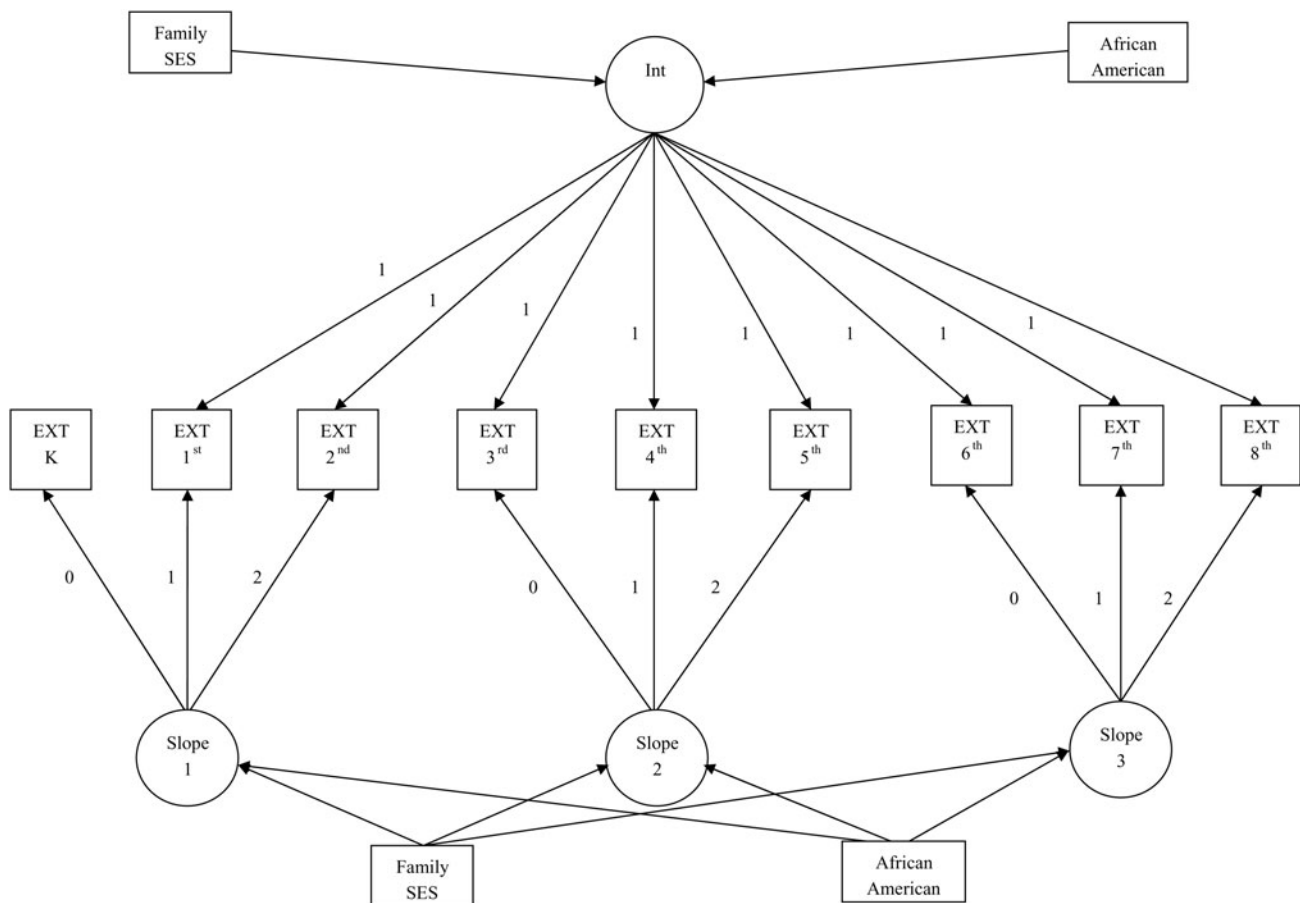 Family
SES
Int
African
American
1
1
1
1
1
1
1
1
EXT
K
EXT
1st
EXT
2nd
EXT
3rd
EXT
4th
EXT
5th
EXT
6th
EXT
7th
EXT
8th
0
1
2
0
1
2
0
1
2
Slope
1
Slope
2
Slope
3
Family
SES
African
American